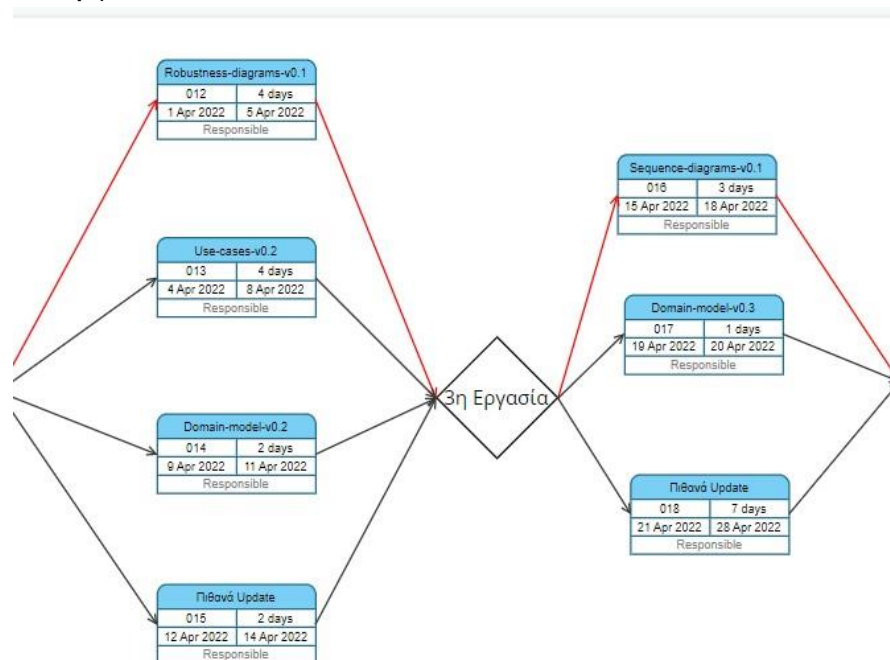 Robustness-diagrams-v0.1
012 4 days
1 Apr 2022 5 Apr 2022
Responsible
Use-cases-v0.2
013 4 days
4 Apr 2022 8 Apr 2022
Responsible
Domain-model-v0.2
014 2 days
9 Apr 2022 11 Apr 2022
Responsible
Πιθανά Update
015 2 days
12 Apr 2022 14 Apr 2022
Responsible
3η Εργασία
Sequence-diagrams-v0.1
016 3 days
15 Apr 2022 18 Apr 2022
Responsible
Domain-model-v0.3
017 1 days
19 Apr 2022 20 Apr 2022
Responsible
Πιθανά Update
018 7 days
21 Apr 2022 28 Apr 2022
Responsible